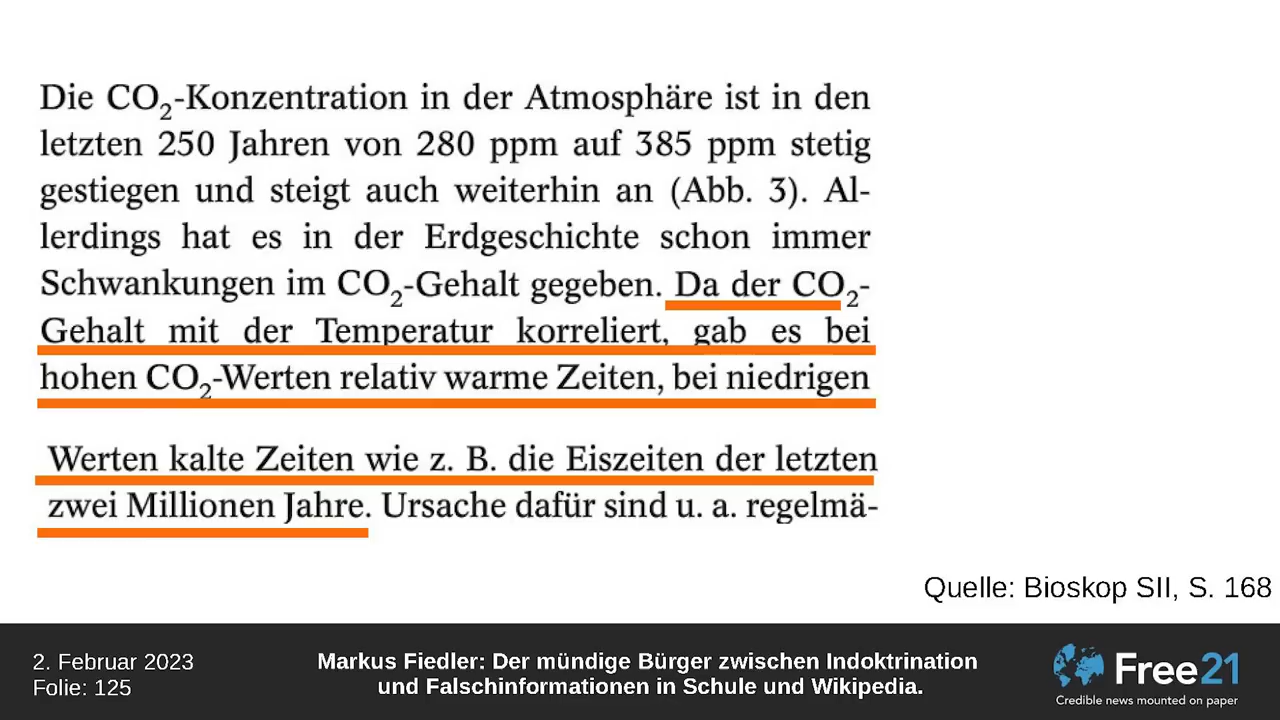 Die CO₂-Konzentration in der Atmosphäre ist in den
letzten 250 Jahren von 280 ppm auf 385 ppm stetig
gestiegen und steigt auch weiterhin an (Abb. 3). Al-
lerdings hat es in der Erdgeschichte schon immer
Schwankungen im CO₂-Gehalt gegeben. Da der CO₂-
Gehalt mit der Temperatur korreliert, gab es bei
hohen CO₂-Werten relativ warme Zeiten, bei niedrigen
Werten kalte Zeiten wie z. B. die Eiszeiten der letzten
zwei Millionen Jahre. Ursache dafür sind u. a. regelmä-
Quelle: Bioskop SII, S. 168
2. Februar 2023
Folie: 125
Markus Fiedler: Der mündige Bürger zwischen Indoktrination
und Falschinformationen in Schule und Wikipedia.
Free21
Credible news mounted on paper